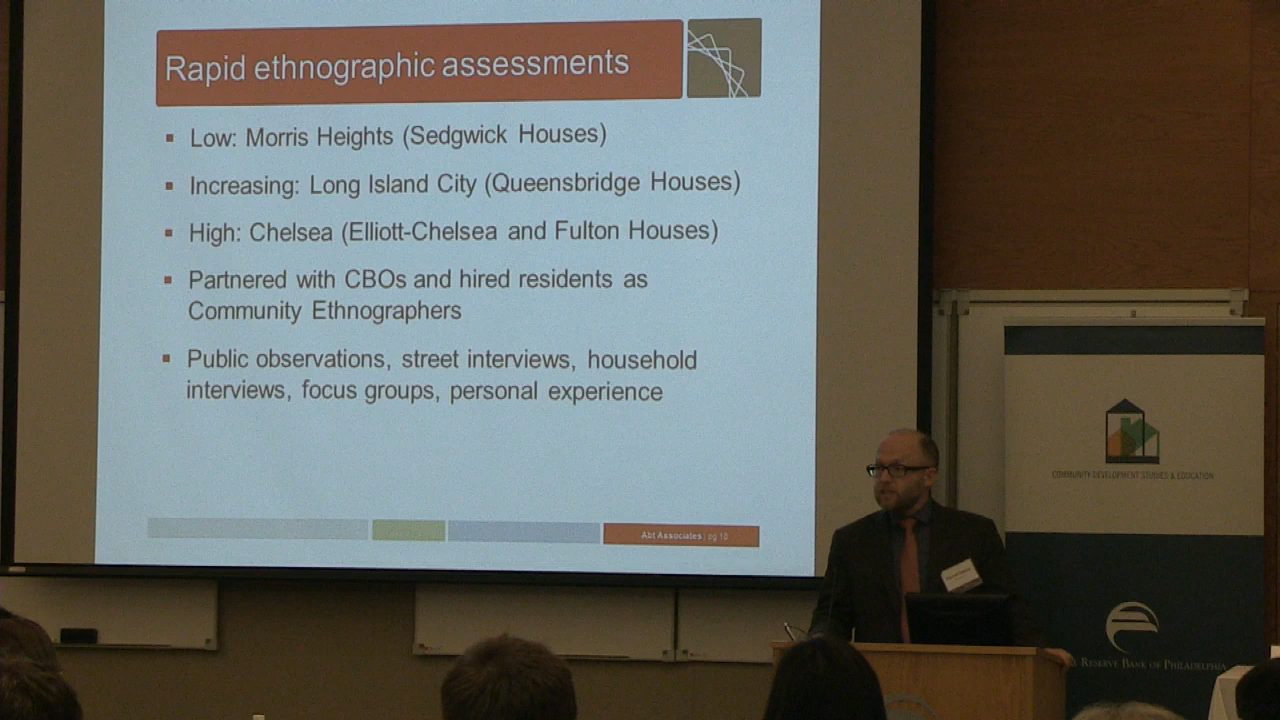 Rapid ethnographic assessments
▪ Low: Morris Heights (Sedgwick Houses)
▪ Increasing: Long Island City (Queensbridge Houses)
▪ High: Chelsea (Elliott-Chelsea and Fulton Houses)
▪ Partnered with CBOs and hired residents as
Community Ethnographers
▪ Public observations, street interviews, household
interviews, focus groups, personal experience
Abt Associates | pg 10
COMMUNITY DEVELOPMENT STUDIES & EDUCATION
RESERVE BANK OF PHILADELPHIA